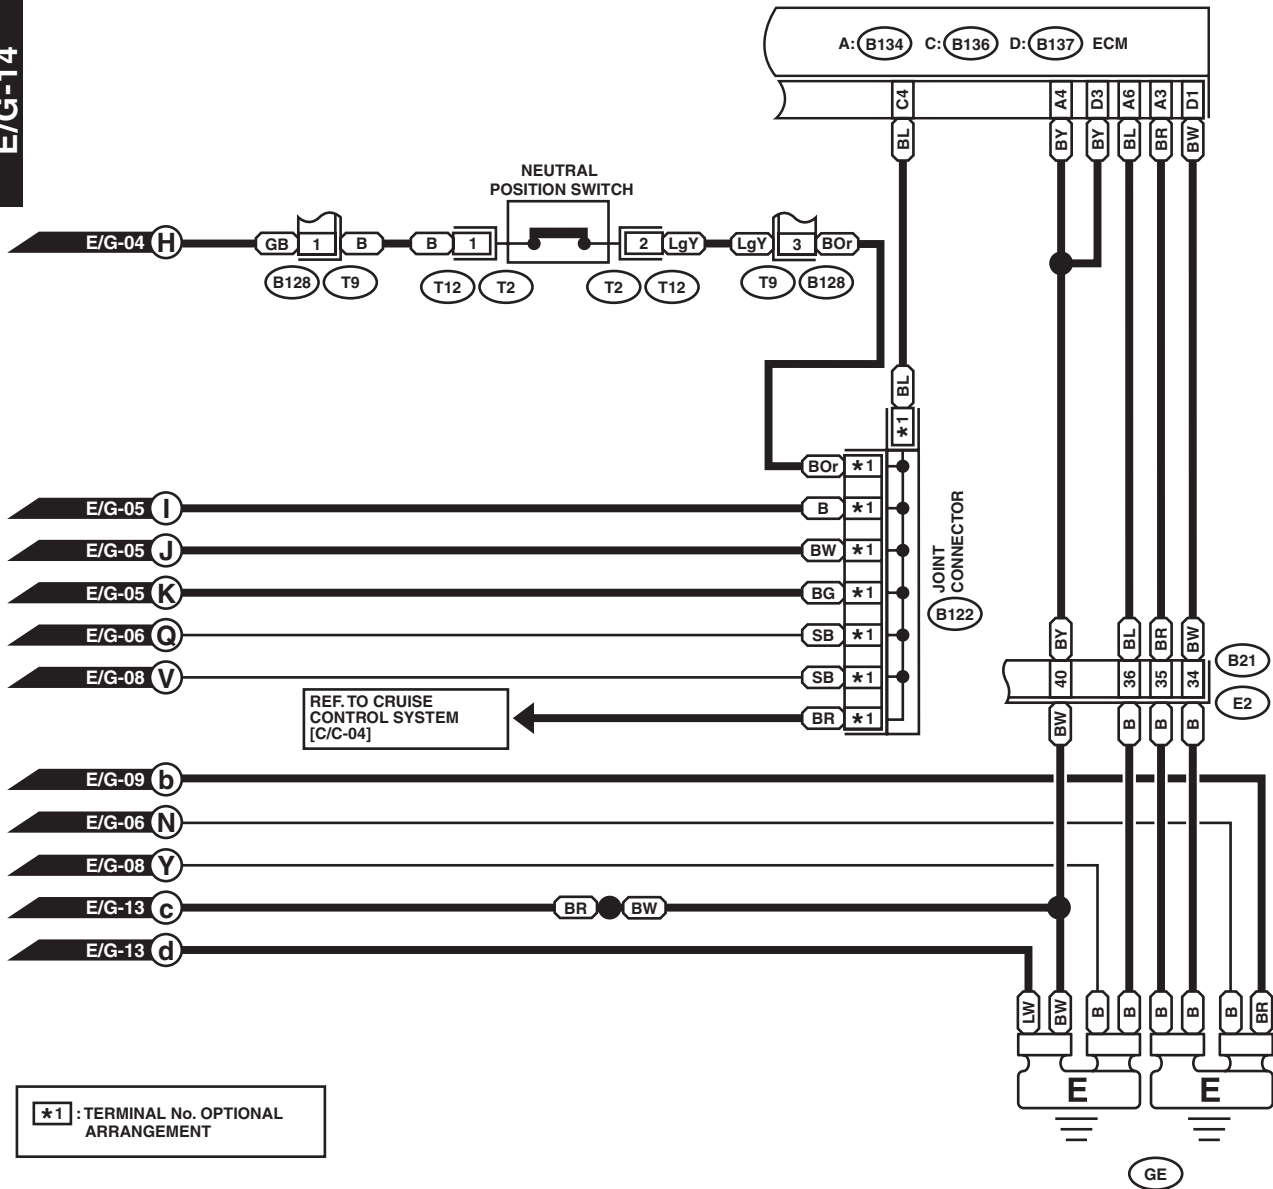 E/G-14
A: B134 C: B136 D: B137 ECM
C4 A4 D3 A6 A3 D1
BL BY BY BL BR BW
NEUTRAL
POSITION SWITCH
E/G-04 H GB 1 B B 1 2 LgY LgY 3 BOr
B128 T9 T12 T2 T2 T12 T9 B128
BL
*1
BOr *1
E/G-05 I B *1
E/G-05 J BW *1
E/G-05 K BG *1
E/G-06 Q SB *1
E/G-08 V SB *1
BR *1
JOINT
CONNECTOR
B122
REF. TO CRUISE
CONTROL SYSTEM
[C/C-04]
BY BL BR BW
40 36 35 34
BW B B B
B21
E2
E/G-09 b
E/G-06 N
E/G-08 Y
E/G-13 c BR BW
E/G-13 d
LW BW B B B B B BR
E E
GE
*1 : TERMINAL No. OPTIONAL
ARRANGEMENT